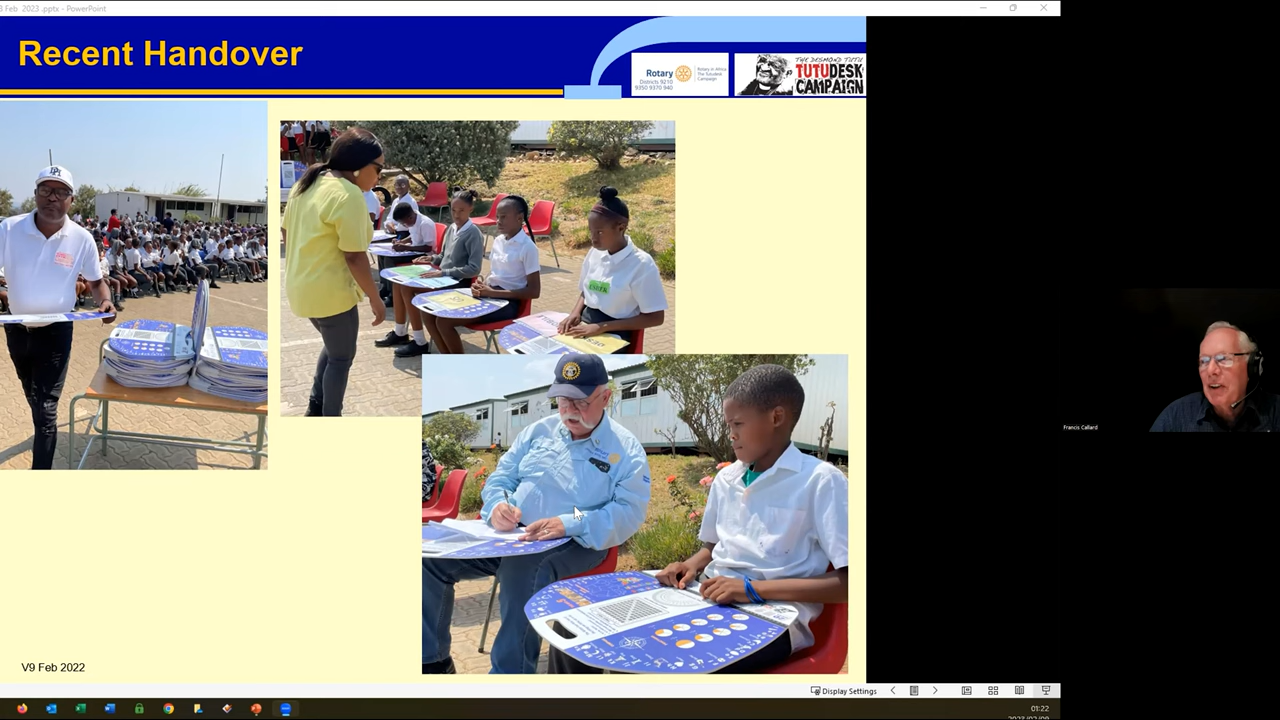 Feb 2023 .pptx - PowerPoint
Recent Handover
Rotary
Districts 9210
9350 9370 940
Rotary in Africa
The Tutudesk
Campaign
THE DESMOND TUTU
TUTUDESK
CAMPAIGN
Francis Callard
V9 Feb 2022
Display Settings
01:22